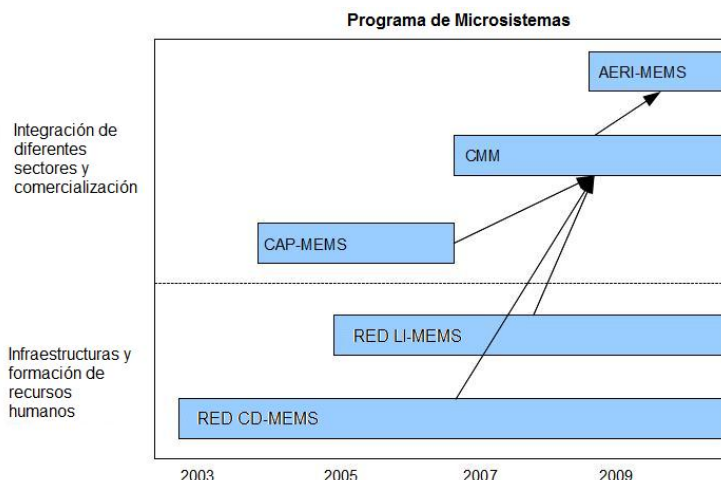 Programa de Microsistemas
AERI-MEMS
Integración de
diferentes
sectores y
comercialización
CMM
CAP-MEMS
Infraestructuras y
formación de
recursos
humanos
RED LI-MEMS
RED CD-MEMS
2003 2005 2007 2009